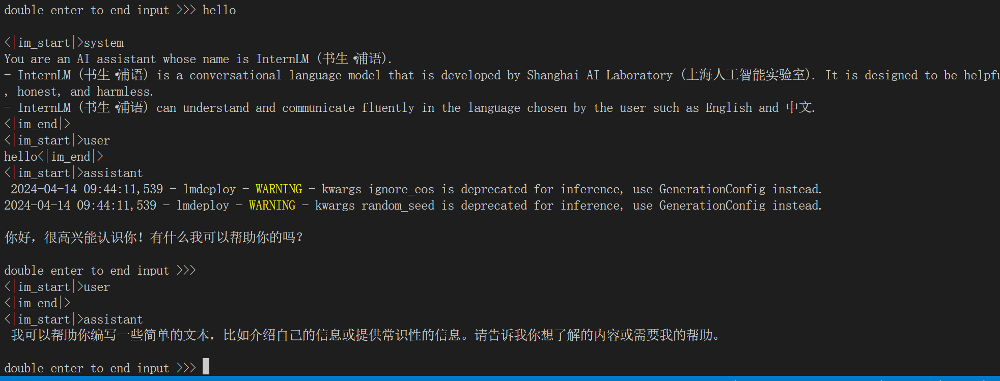 double enter to end input >>> hello
<|im_start|>system
You are an AI assistant whose name is InternLM (书生·浦语).
- InternLM (书生·浦语) is a conversational language model that is developed by Shanghai AI Laboratory (上海人工智能实验室). It is designed to be helpfu
, honest, and harmless.
- InternLM (书生·浦语) can understand and communicate fluently in the language chosen by the user such as English and 中文.
<|im_end|>
<|im_start|>user
hello<|im_end|>
<|im_start|>assistant
2024-04-14 09:44:11,539 - lmdeploy - WARNING - kwargs ignore_eos is deprecated for inference, use GenerationConfig instead.
2024-04-14 09:44:11,539 - lmdeploy - WARNING - kwargs random_seed is deprecated for inference, use GenerationConfig instead.
你好，很高兴能认识你！有什么我可以帮助你的吗？
double enter to end input >>>
<|im_start|>user
<|im_end|>
<|im_start|>assistant
我可以帮助你编写一些简单的文本，比如介绍自己的信息或提供常识性的信息。请告诉我你想了解的内容或需要我的帮助。
double enter to end input >>>